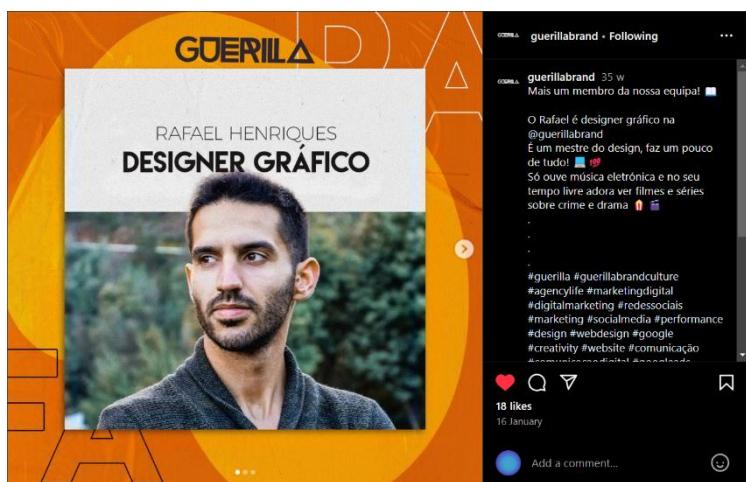 GUERILLA
RAFAEL HENRIQUES
DESIGNER GRÁFICO
guerillabrand • Following
guerillabrand 35 w
Mais um membro da nossa equipa! 📖
O Rafael é designer gráfico na
@guerillabrand
É um mestre do design, faz um pouco
de tudo! 💻 💯
Só ouve música eletrónica e no seu
tempo livre adora ver filmes e séries
sobre crime e drama 🍿 🎬
.
.
.
.
#guerilla #guerillabrandculture
#agencylife #marketingdigital
#digitalmarketing #redessociais
#marketing #socialmedia #performance
#design #webdesign #google
#creativity #website #comunicação
#comunicacaodigital #googleads
18 likes
16 January
Add a comment...